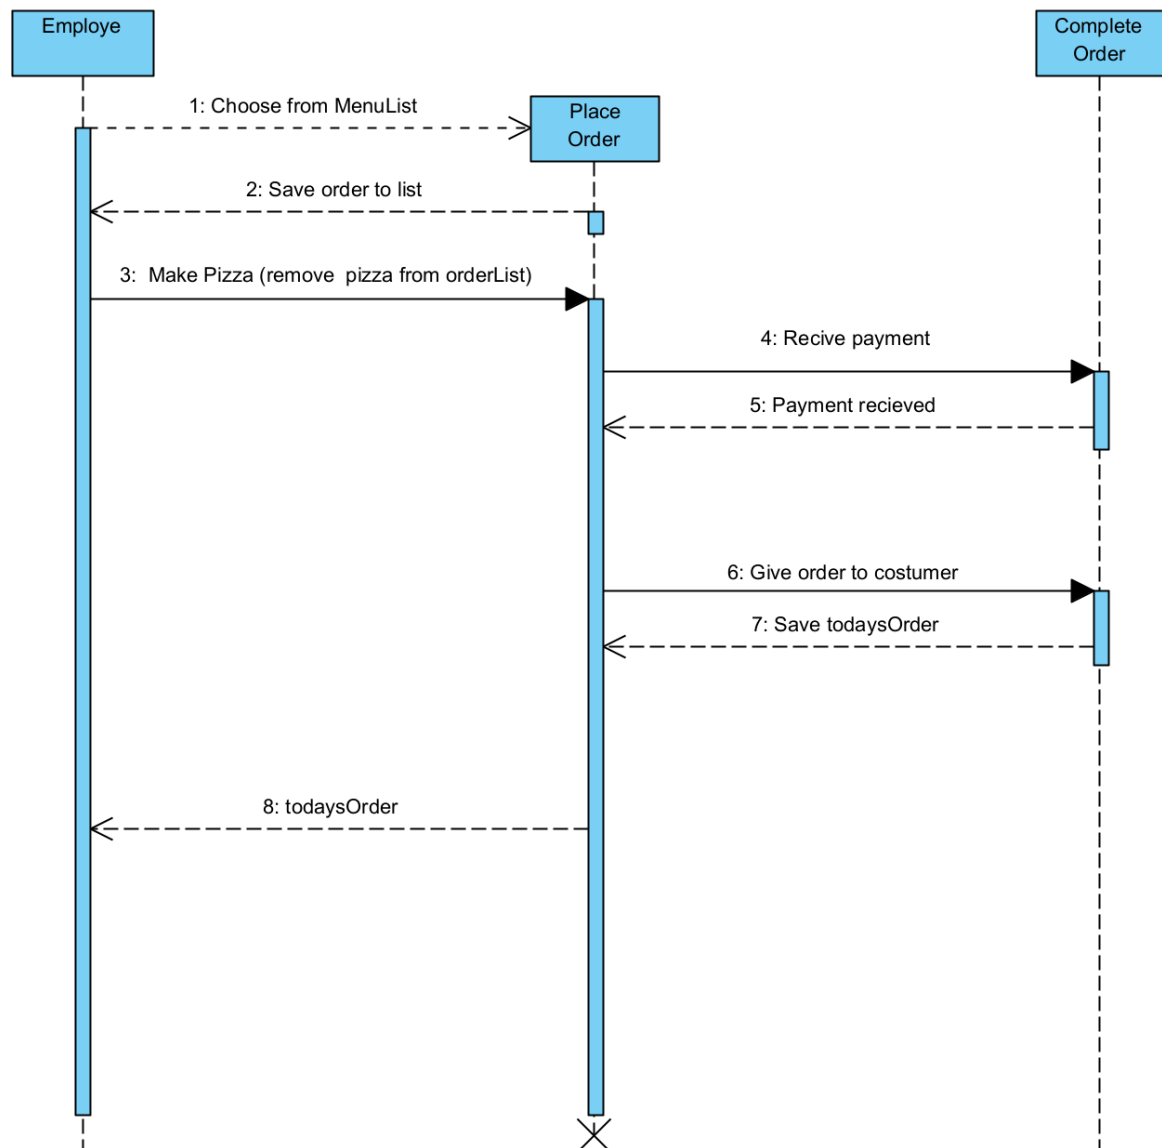 Employe
Complete
Order
1: Choose from MenuList
Place
Order
2: Save order to list
3:  Make Pizza (remove  pizza from orderList)
4: Recive payment
5: Payment recieved
6: Give order to costumer
7: Save todaysOrder
8: todaysOrder